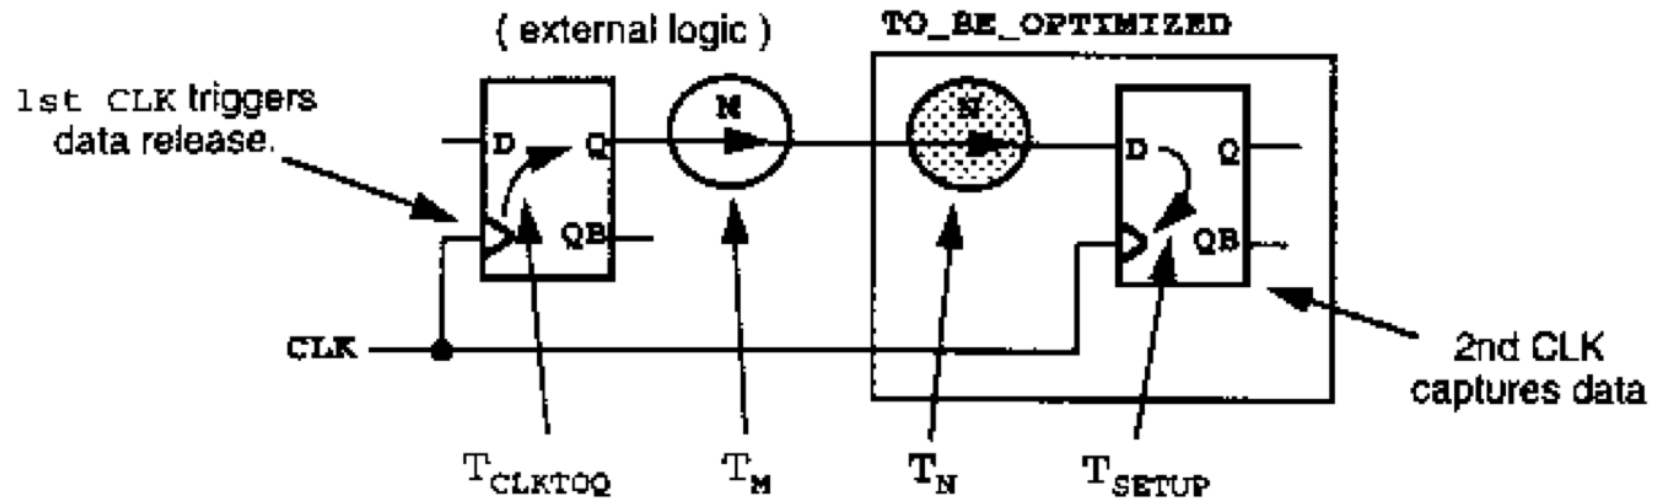 ( external logic )
TO_BE_OPTIMIZED
1st CLK triggers
data release.
M
N
D
Q
QB
D
Q
QB
CLK
2nd CLK
captures data
TCLKTOQ
TM
TN
TSETUP